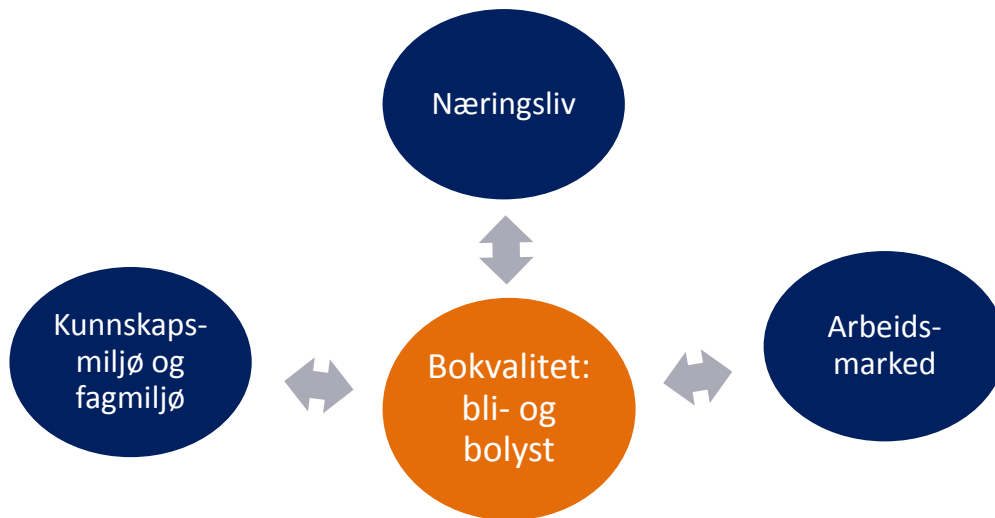 Næringsliv
Kunnskaps-
miljø og
fagmiljø
Bokvalitet:
bli- og
bolyst
Arbeids-
marked